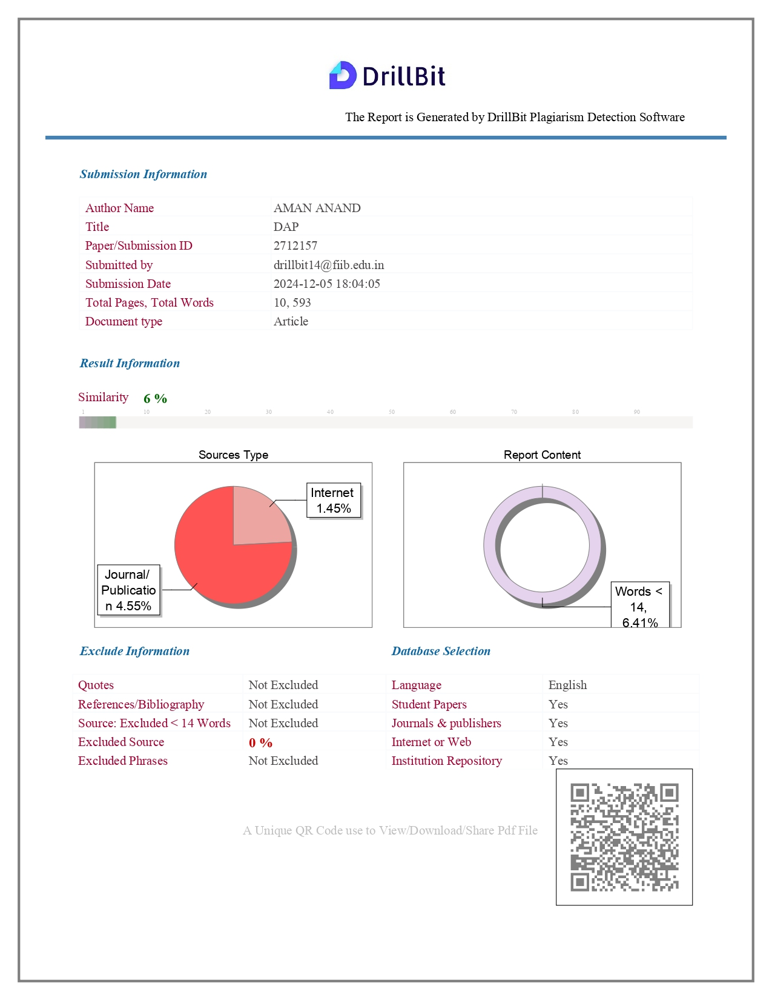 DrillBit
The Report is Generated by DrillBit Plagiarism Detection Software
Submission Information
Author Name AMAN ANAND
Title DAP
Paper/Submission ID 2712157
Submitted by drillbit14@fiib.edu.in
Submission Date 2024-12-05 18:04:05
Total Pages, Total Words 10, 593
Document type Article
Result Information
Similarity 6 %
1 10 20 30 40 50 60 70 80 90
Sources Type
Internet
1.45%
Journal/
Publicatio
n 4.55%
Report Content
Words <
14,
6.41%
Exclude Information
Quotes Not Excluded
References/Bibliography Not Excluded
Source: Excluded < 14 Words Not Excluded
Excluded Source 0 %
Excluded Phrases Not Excluded
Database Selection
Language English
Student Papers Yes
Journals & publishers Yes
Internet or Web Yes
Institution Repository Yes
A Unique QR Code use to View/Download/Share Pdf File